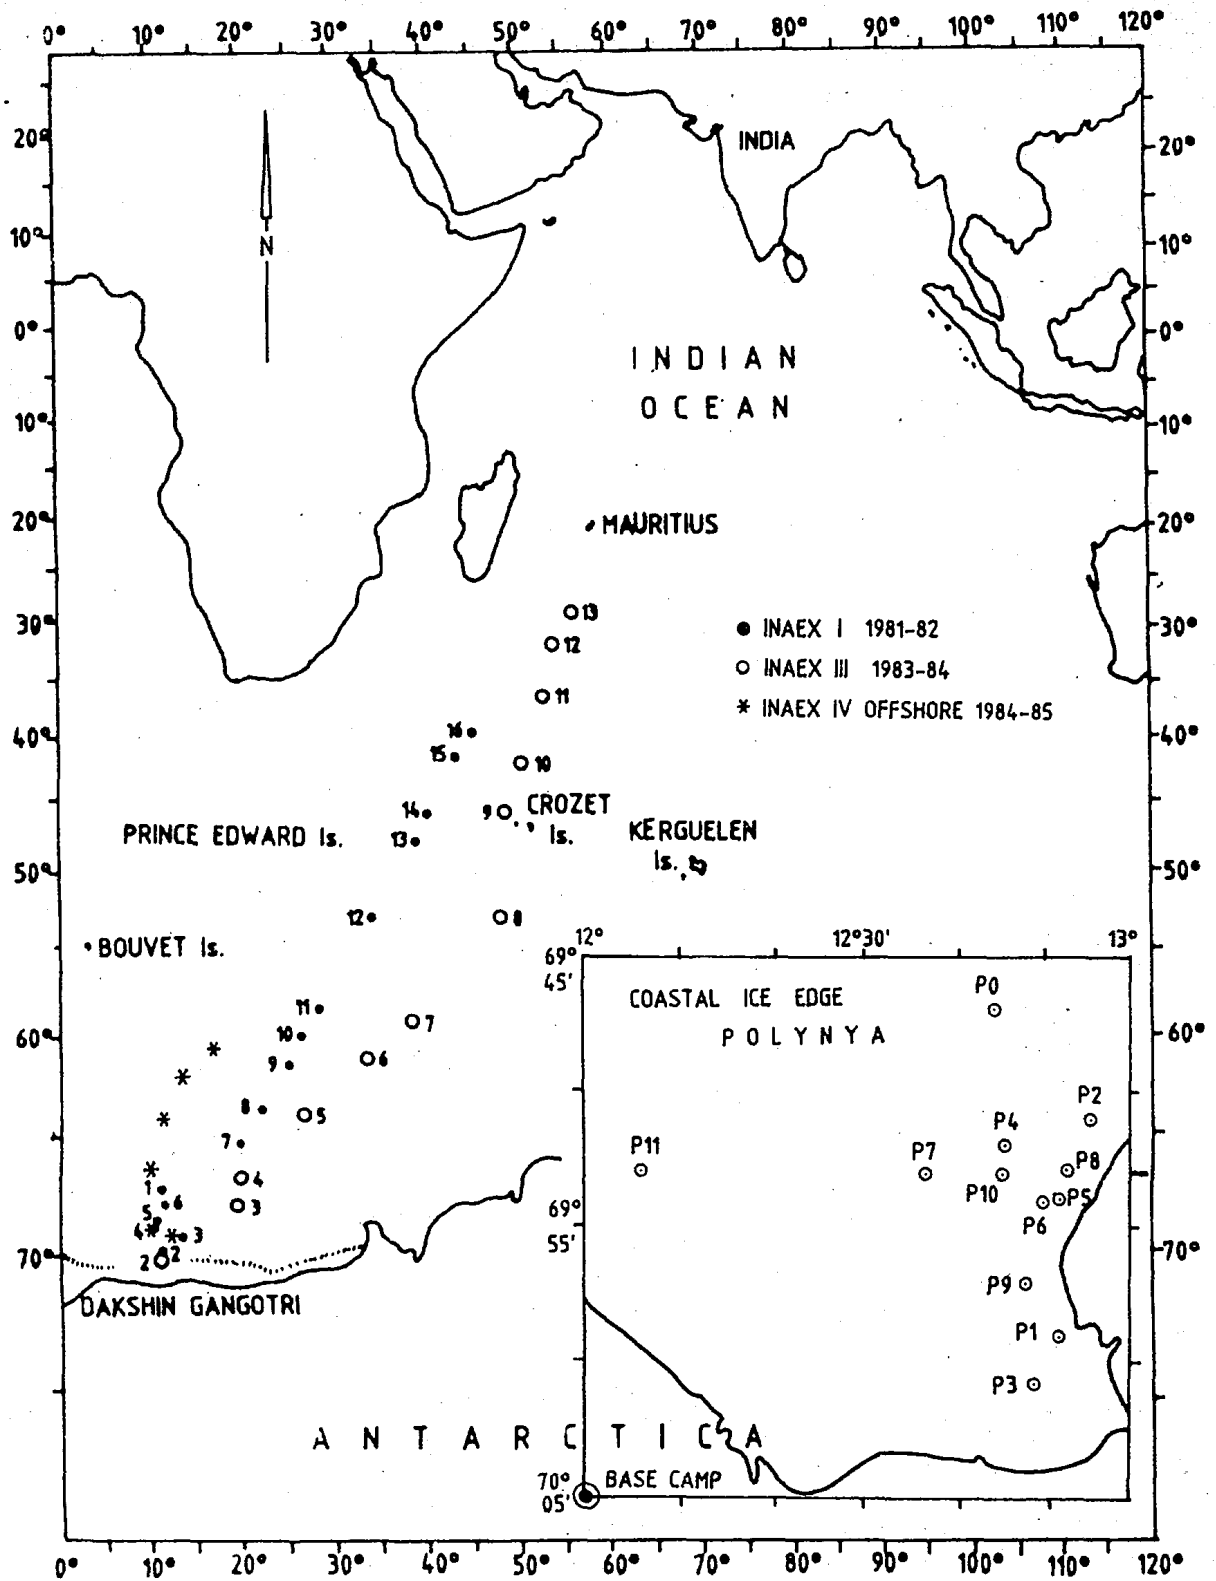 0° 10° 20° 30° 40° 50° 60° 70° 80° 90° 100° 110° 120°
20° 20°
INDIA
10° 10°
N
0° 0°
INDIAN
OCEAN
10° 10°
20° 20°
MAURITIUS
30° 30°
13
12
● INAEX I 1981-82
○ INAEX III 1983-84
* INAEX IV OFFSHORE 1984-85
11
16
40° 40°
15
10
14
9
CROZET
Is.
PRINCE EDWARD Is.
13
KERGUELEN
Is.
50° 50°
12
8
BOUVET Is.
11
7
10
60° 60°
9
6
8
5
7
4
1
6
3
5
4
3
2
2
70° 70°
DAKSHIN GANGOTRI
ANTARCTICA
12° 12°30' 13°
69°
45'
COASTAL ICE EDGE
POLYNYA
P0
P2
P4
P11
P7
P8
P10
P5
P6
69°
55'
P9
P1
P3
70°
05'
BASE CAMP
0° 10° 20° 30° 40° 50° 60° 70° 80° 90° 100° 110° 120°